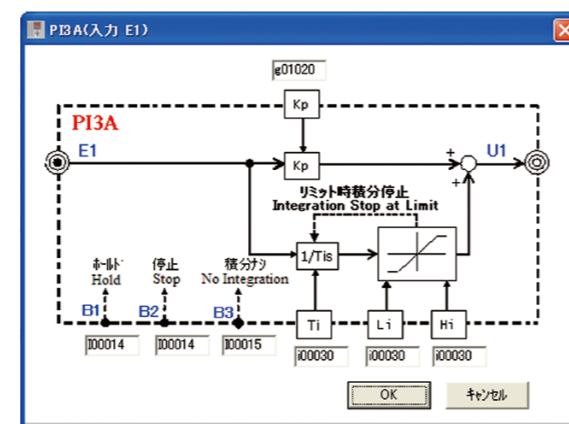 PI3A(入力 E1)
g01020
Kp
PI3A
E1
Kp
+
U1
+
リミット時積分停止
Integration Stop at Limit
1/Tis
ホールド
Hold
停止
Stop
積分ナシ
No Integration
B1
B2
B3
Ti
Li
Hi
I00014
I00014
I00015
i00030
i00030
i00030
OK
キャンセル